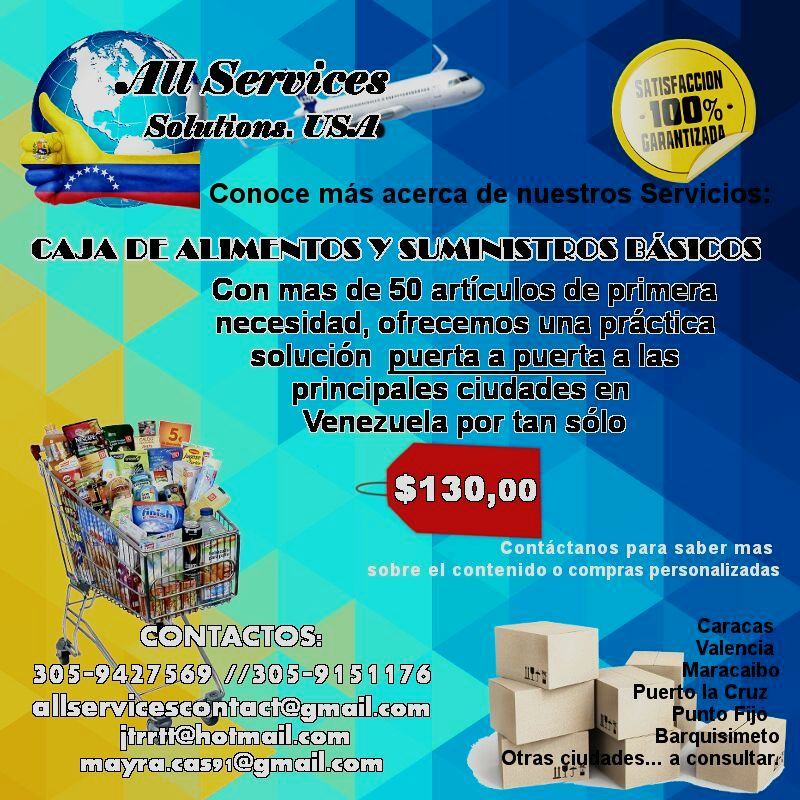 All Services
Solutions. USA
SATISFACCION
100%
GARANTIZADA
Conoce más acerca de nuestros Servicios:
CAJA DE ALIMENTOS Y SUMINISTROS BÁSICOS
Con mas de 50 artículos de primera
necesidad, ofrecemos una práctica
solución puerta a puerta a las
principales ciudades en
Venezuela por tan sólo
$130,00
Contáctanos para saber mas
sobre el contenido o compras personalizadas
finish
CONTACTOS:
305-9427569 //305-9151176
allservicescontact@gmail.com
jtrrtt@hotmail.com
mayra.cas91@gmail.com
Caracas
Valencia
Maracaibo
Puerto la Cruz
Punto Fijo
Barquisimeto
Otras ciudades... a consultar